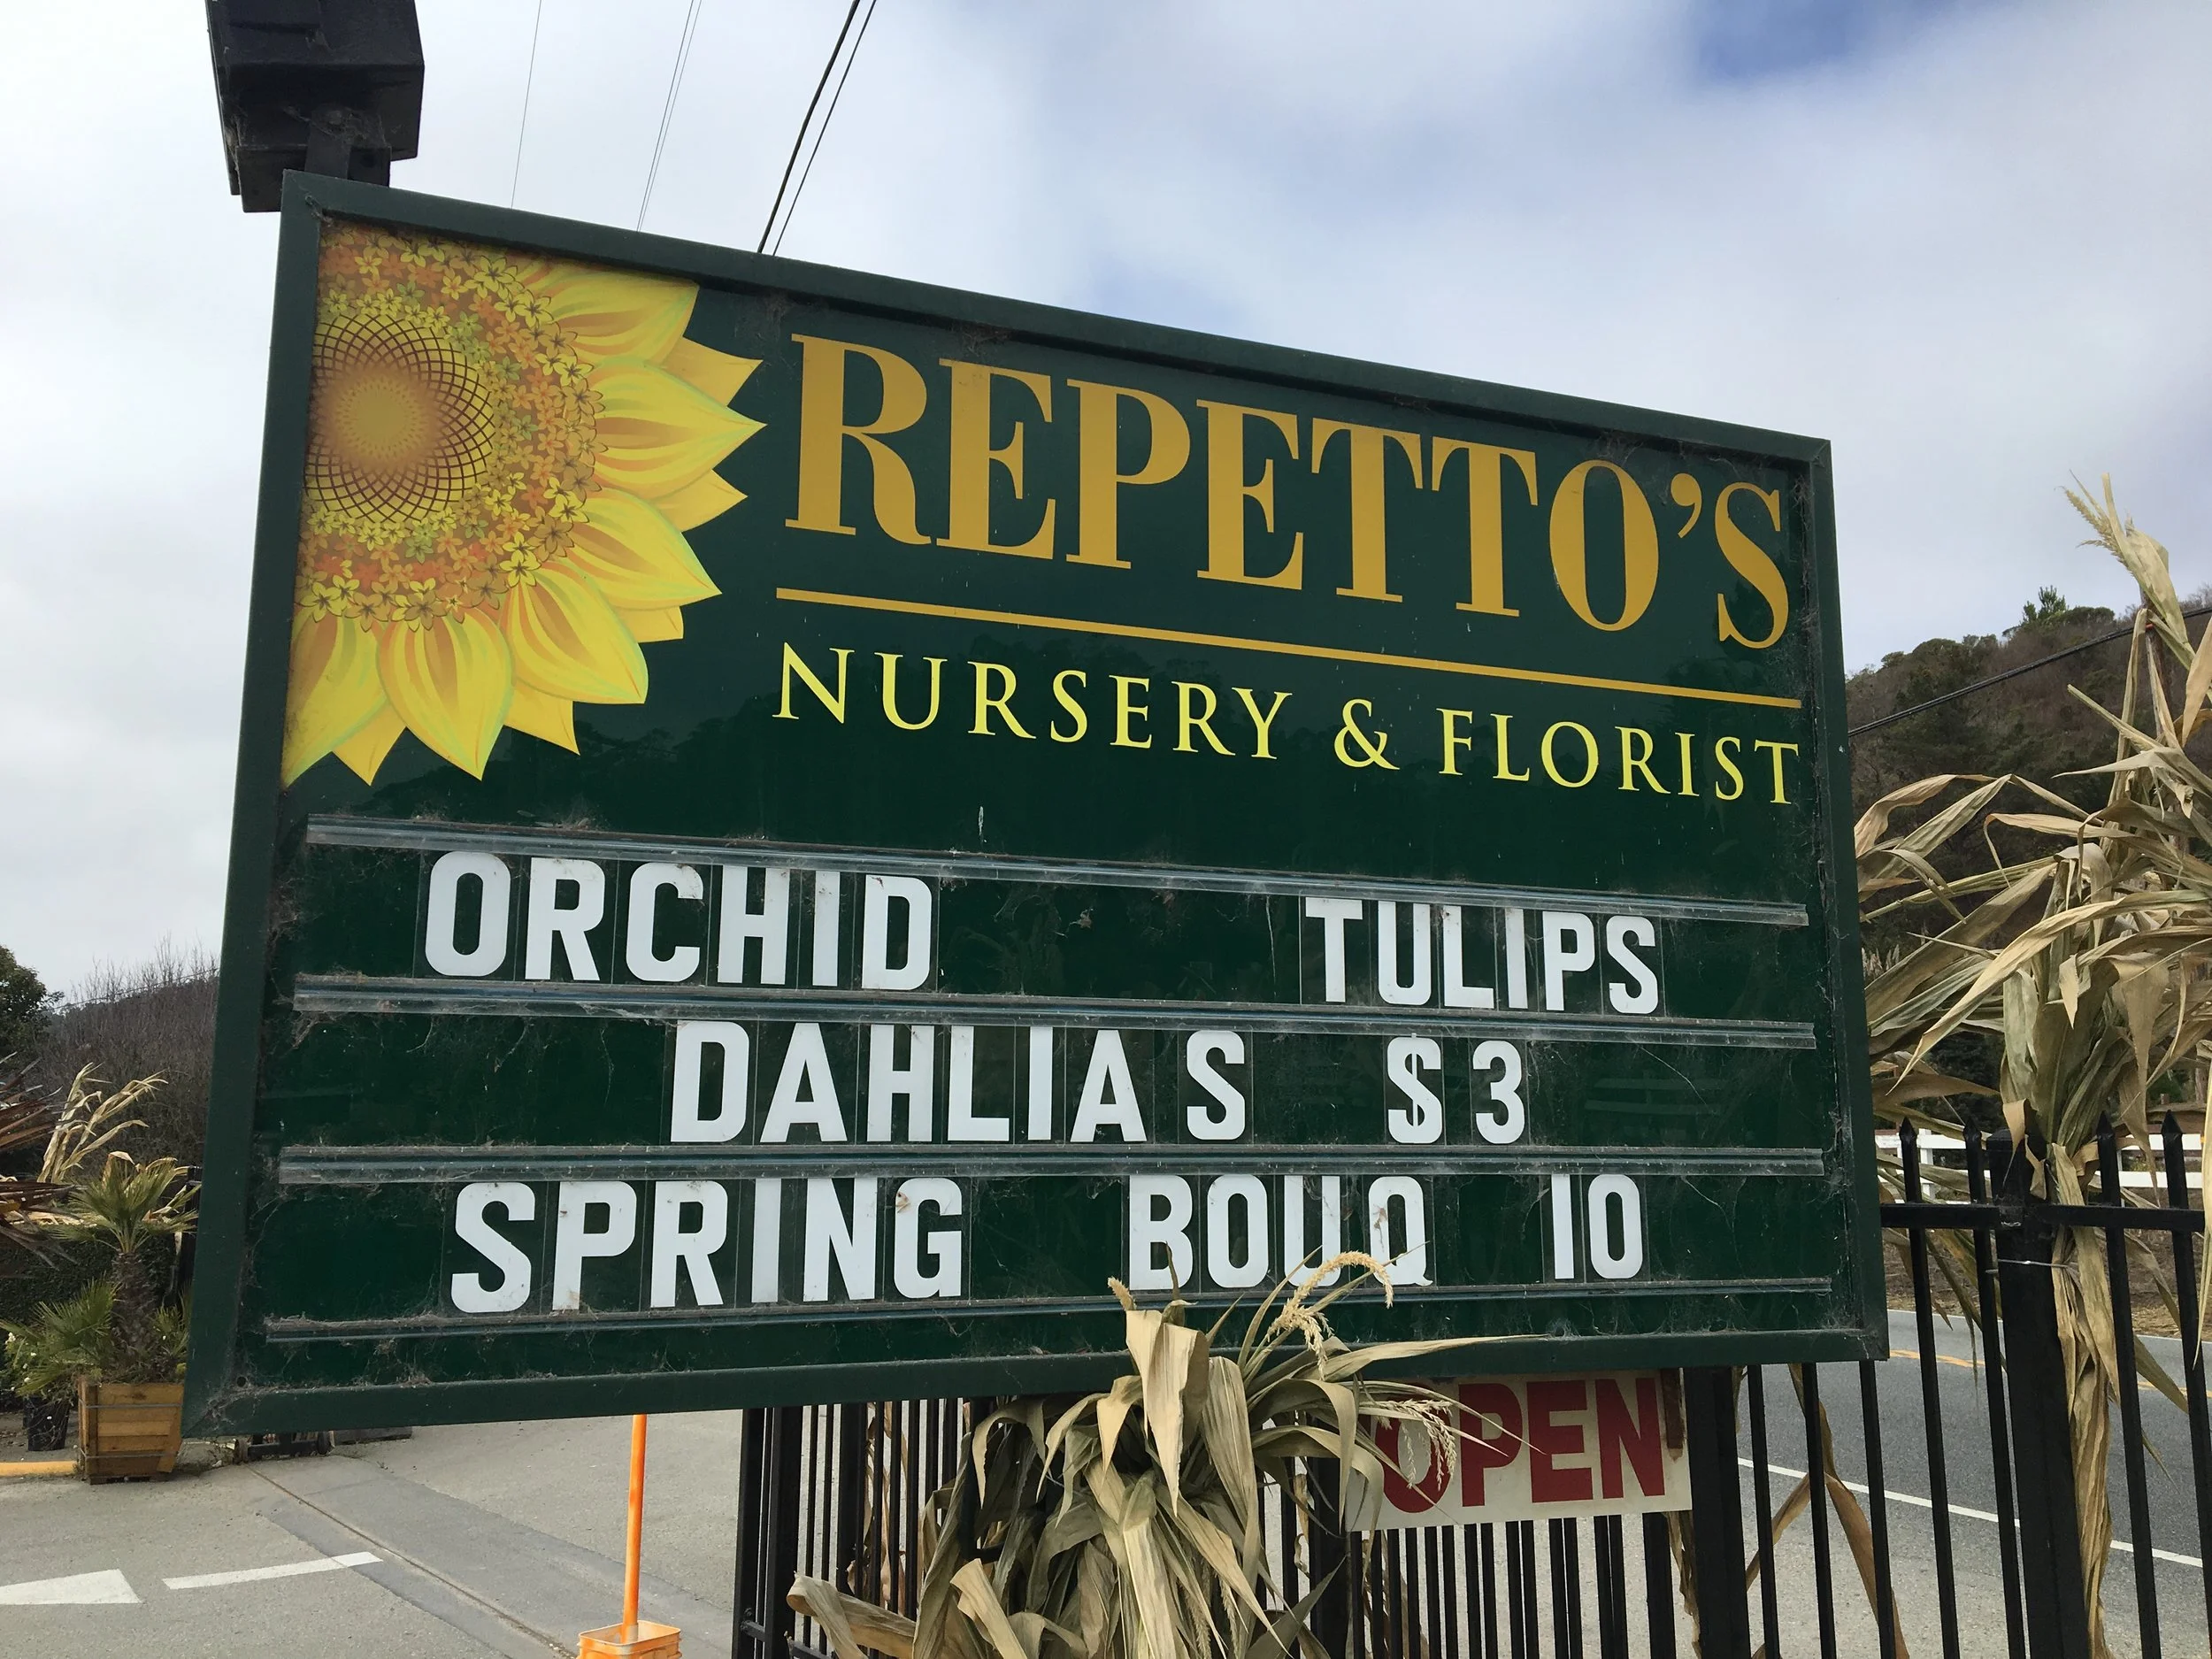 REPETTO'S
NURSERY & FLORIST
ORCHID TULIPS
DAHLIAS $3
SPRING BOUQ 10
OPEN